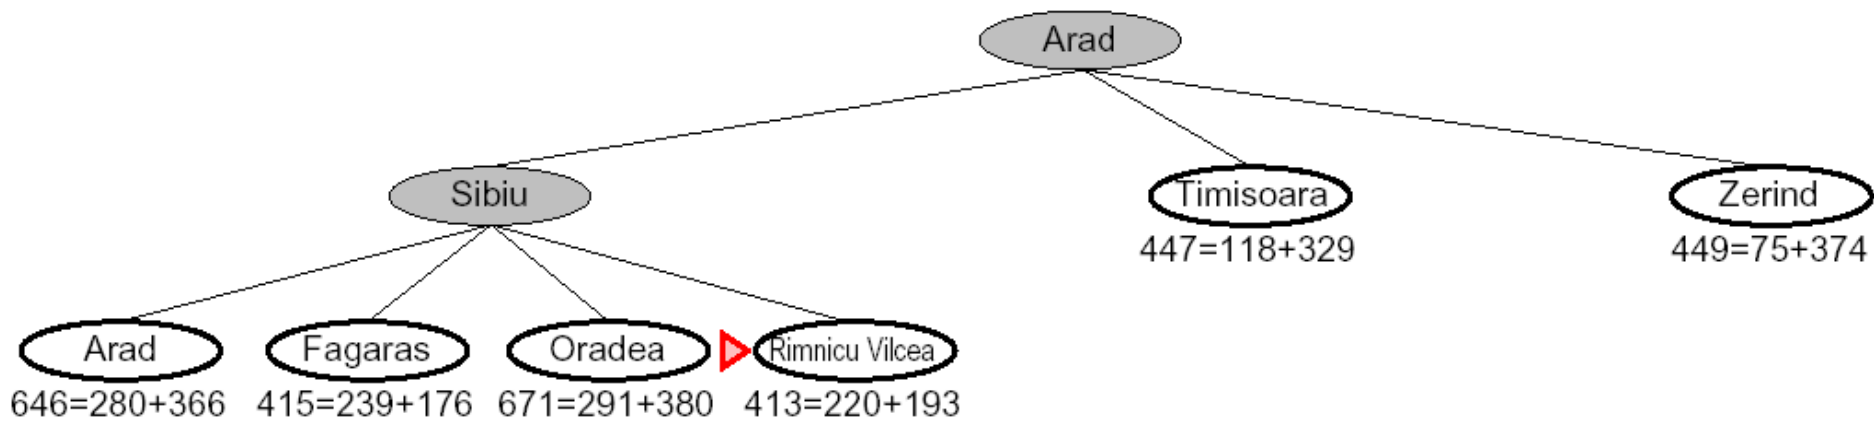 Arad
Sibiu Timisoara Zerind
447=118+329 449=75+374
Arad Fagaras Oradea Rimnicu Vilcea
646=280+366 415=239+176 671=291+380 413=220+193